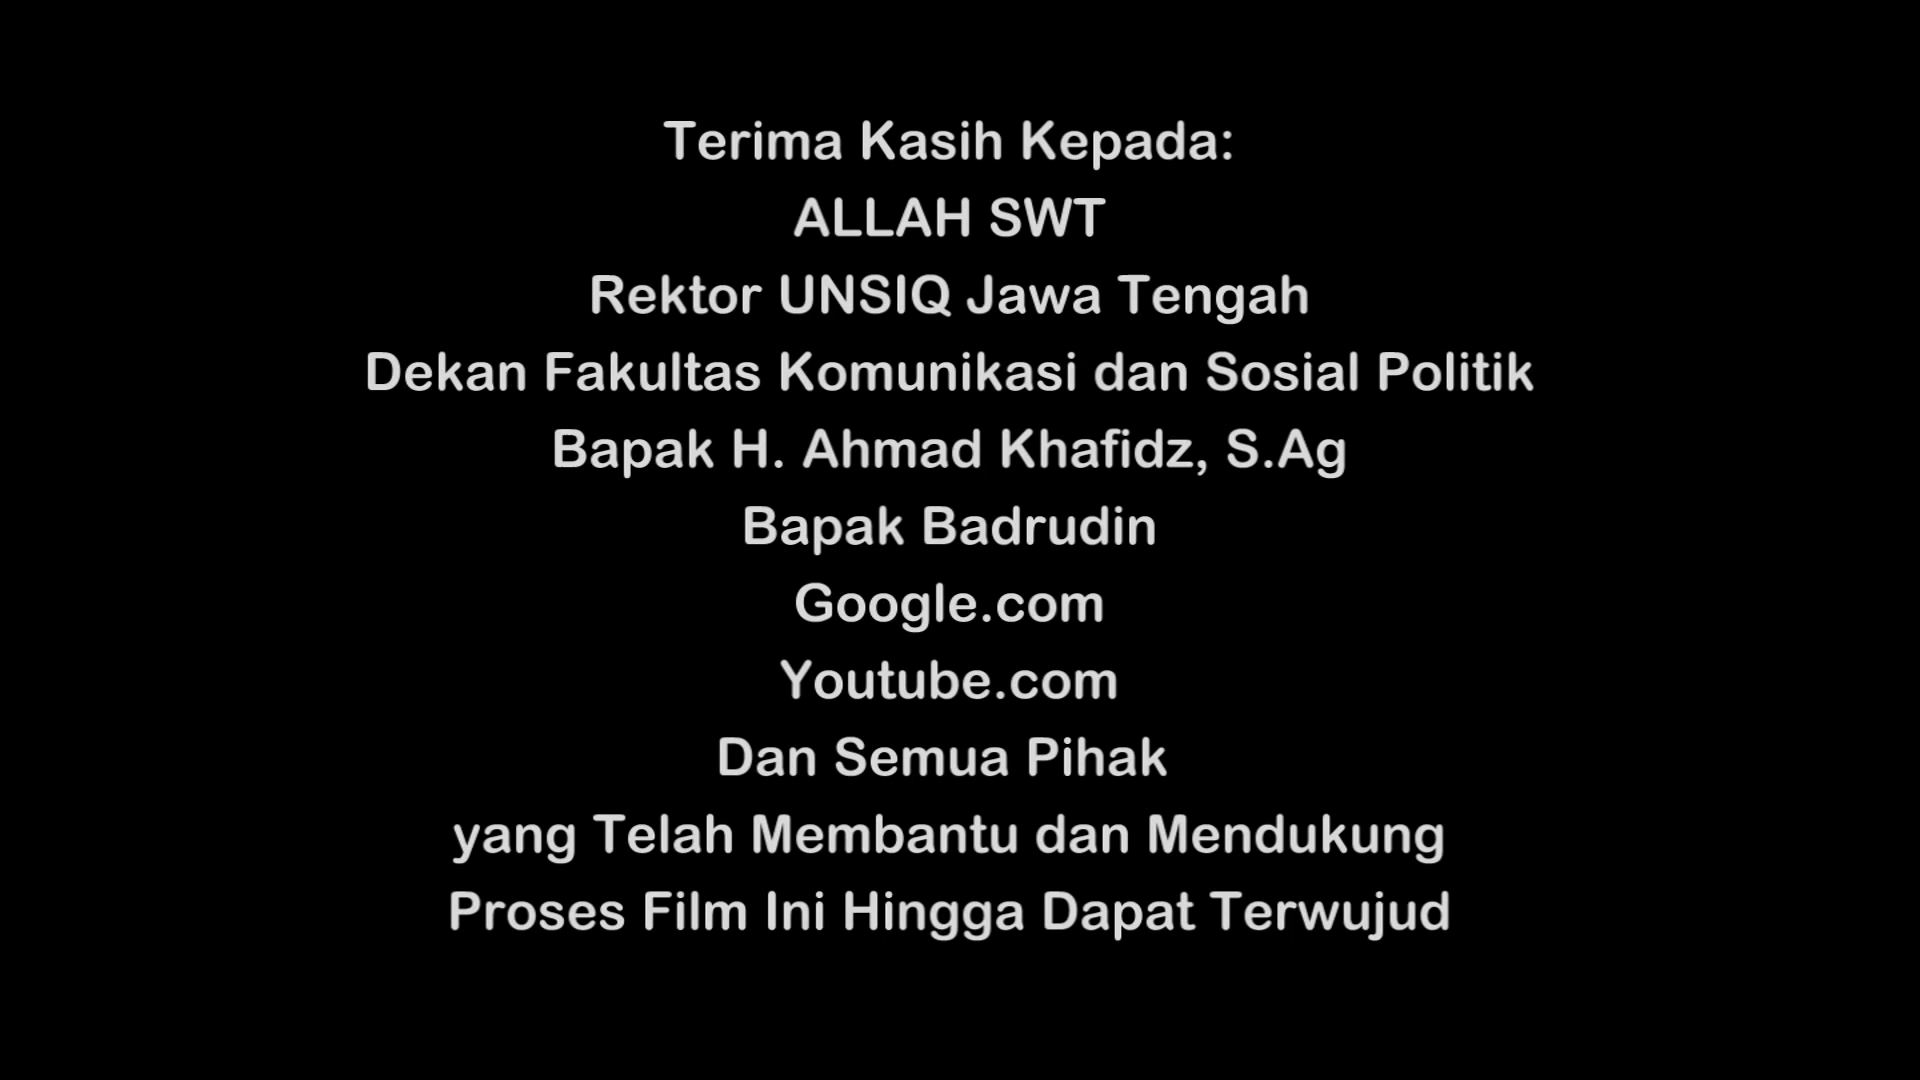 Terima Kasih Kepada:
ALLAH SWT
Rektor UNSIQ Jawa Tengah
Dekan Fakultas Komunikasi dan Sosial Politik
Bapak H. Ahmad Khafidz, S.Ag
Bapak Badrudin
Google.com
Youtube.com
Dan Semua Pihak
yang Telah Membantu dan Mendukung
Proses Film Ini Hingga Dapat Terwujud